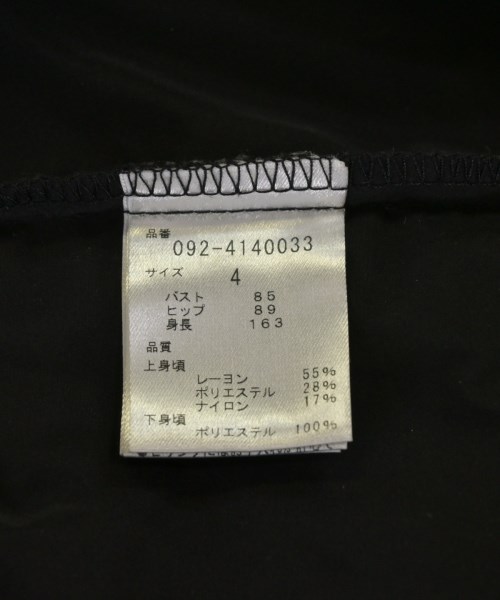 品番
092-4140033
サイズ
4
バスト 85
ヒップ 89
身長 163
品質
上身頃
レーヨン 55%
ポリエステル 28%
ナイロン 17%
下身頃
ポリエステル 100%